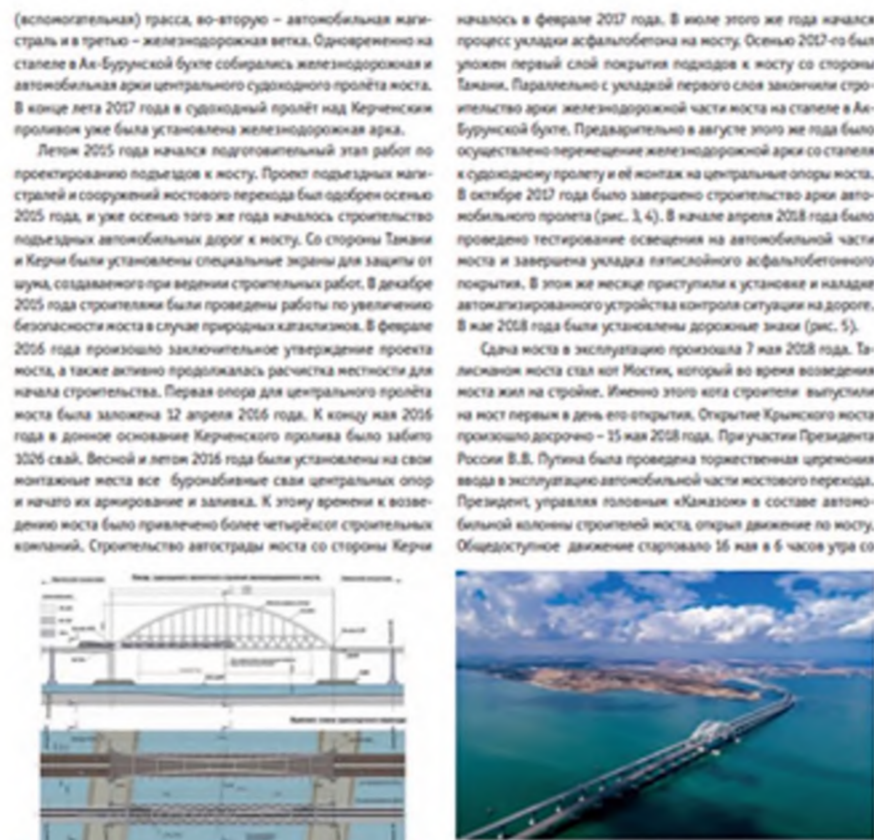 (вспомогательная) трасса, во-вторую – автомобильная маги-
страль и в третью – железнодорожная ветка. Одновременно на
стапеле в Ак-Бурунской бухте собирались железнодорожная и
автомобильная арки центрального судоходного пролёта моста.
В конце лета 2017 года в судоходный пролёт над Керченским
проливом уже была установлена железнодорожная арка.
Летом 2015 года начался подготовительный этап работ по
проектированию подъездов к мосту. Проект подъездных маги-
стралей и сооружений мостового перехода был одобрен осенью
2015 года, и уже осенью того же года началось строительство
подъездных автомобильных дорог к мосту. Со стороны Тамани
и Керчи были установлены специальные экраны для защиты от
шума, создаваемого при ведении строительных работ. В декабре
2015 года строителями были проведены работы по увеличению
безопасности моста в случае природных катаклизмов. В феврале
2016 года произошло заключительное утверждение проекта
моста, а также активно продолжалась расчистка местности для
начала строительства. Первая опора для центрального пролёта
моста была заложена 12 апреля 2016 года. К концу мая 2016
года в донное основание Керченского пролива было забито
1026 свай. Весной и летом 2016 года были установлены на свои
монтажные места все буронабивные сваи центральных опор
и начато их армирование и заливка. К этому времени к возве-
дению моста было привлечено более четырёхсот строительных
компаний. Строительство автострады моста со стороны Керчи
началось в феврале 2017 года. В июле этого же года начался
процесс укладки асфальтобетона на мосту. Осенью 2017-го был
уложен первый слой покрытия подходов к мосту со стороны
Тамани. Параллельно с укладкой первого слоя закончили стро-
ительство арки железнодорожной части моста на стапеле в Ак-
Бурунской бухте. Предварительно в августе этого же года было
осуществлено перемещение железнодорожной арки со стапеля
к судоходному пролету и её монтаж на центральные опоры моста.
В октябре 2017 года было завершено строительство арки авто-
мобильного пролета (рис. 3, 4). В начале апреля 2018 года было
проведено тестирование освещения на автомобильной части
моста и завершена укладка пятислойного асфальтобетонного
покрытия. В этом же месяце приступили к установке и наладке
автоматизированного устройства контроля ситуации на дороге.
В мае 2018 года были установлены дорожные знаки (рис. 5).
Сдача моста в эксплуатацию произошла 7 мая 2018 года. Та-
лисманом моста стал кот Мостик, который во время возведения
моста жил на стройке. Именно этого кота строители выпустили
на мост первым в день его открытия. Открытие Крымского моста
произошло досрочно – 15 мая 2018 года. При участии Президента
России В.В. Путина была проведена торжественная церемония
ввода в эксплуатацию автомобильной части мостового перехода.
Президент, управляя головным «Камазом» в составе автомо-
бильной колонны строителей моста, открыл движение по мосту.
Общедоступное движение стартовало 16 мая в 6 часов утра со